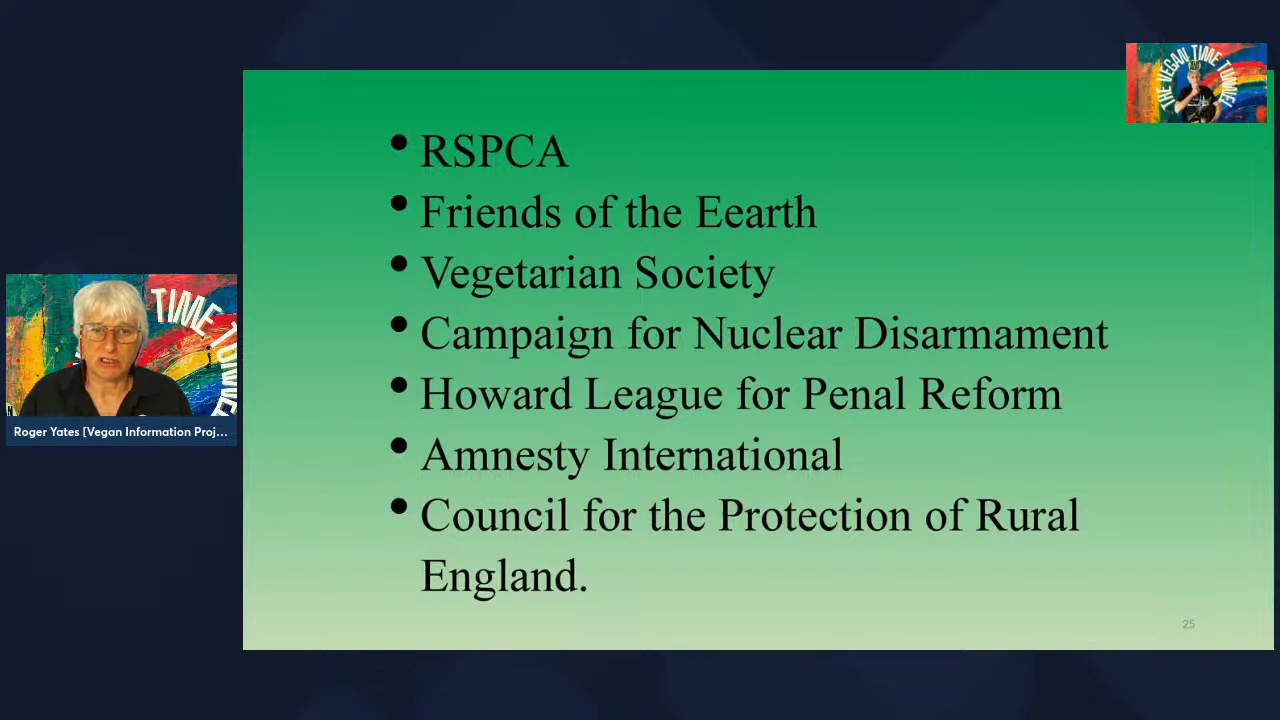 THE VEGAN TIME TUNNEL
• RSPCA
• Friends of the Eearth
• Vegetarian Society
• Campaign for Nuclear Disarmament
• Howard League for Penal Reform
• Amnesty International
• Council for the Protection of Rural
England.
25
TIME TUNNEL
Roger Yates [Vegan Information Proj...